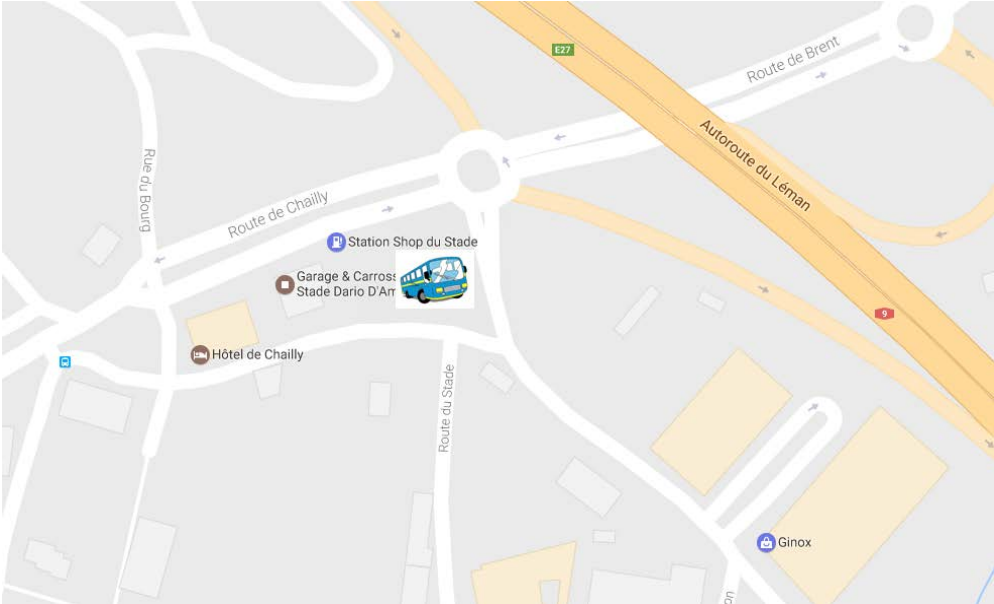 E27
Route de Brent
Autoroute du Léman
Rue du Bourg
Route de Chailly
Station Shop du Stade
Garage & Carross
Stade Dario D'Am
9
Hôtel de Chailly
Route du Stade
Ginox
on